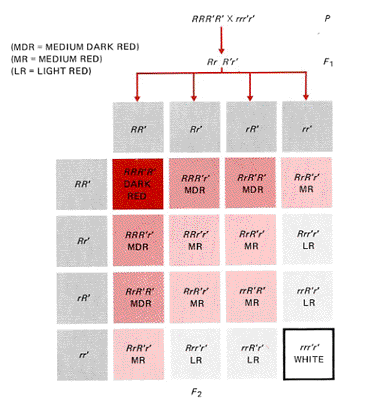 RRR'R' X rrr'r' P
(MDR = MEDIUM DARK RED)
(MR = MEDIUM RED)
(LR = LIGHT RED)
Rr R'r' F1
RR' Rr' rR' rr'
RR'
RRR'R'
DARK
RED
RRR'r'
MDR
RrR'R'
MDR
RrR'r'
MR
Rr'
RRR'r'
MDR
RRr'r'
MR
RrR'r'
MR
Rrr'r'
LR
rR'
RrR'R'
MDR
RrR'r'
MR
rrR'R'
MR
rrR'r'
LR
rr'
RrR'r'
MR
Rrr'r'
LR
rrR'r'
LR
rrr'r'
WHITE
F2